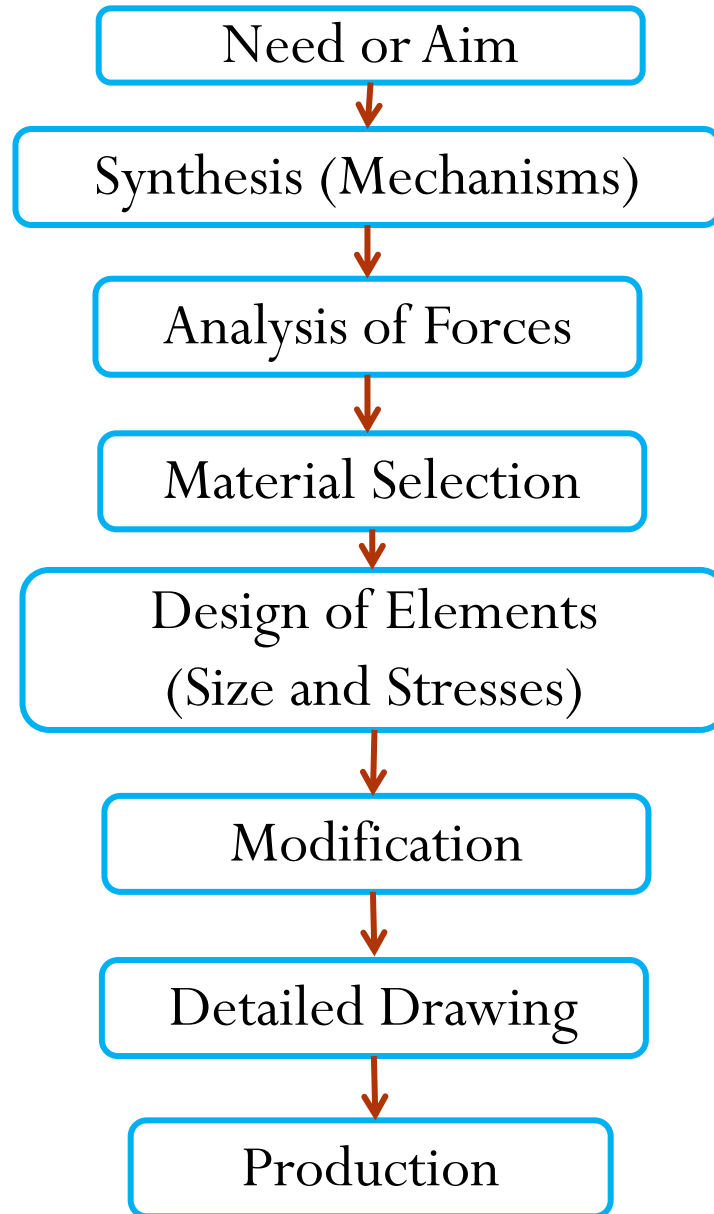 Need or Aim
Synthesis (Mechanisms)
Analysis of Forces
Material Selection
Design of Elements
(Size and Stresses)
Modification
Detailed Drawing
Production